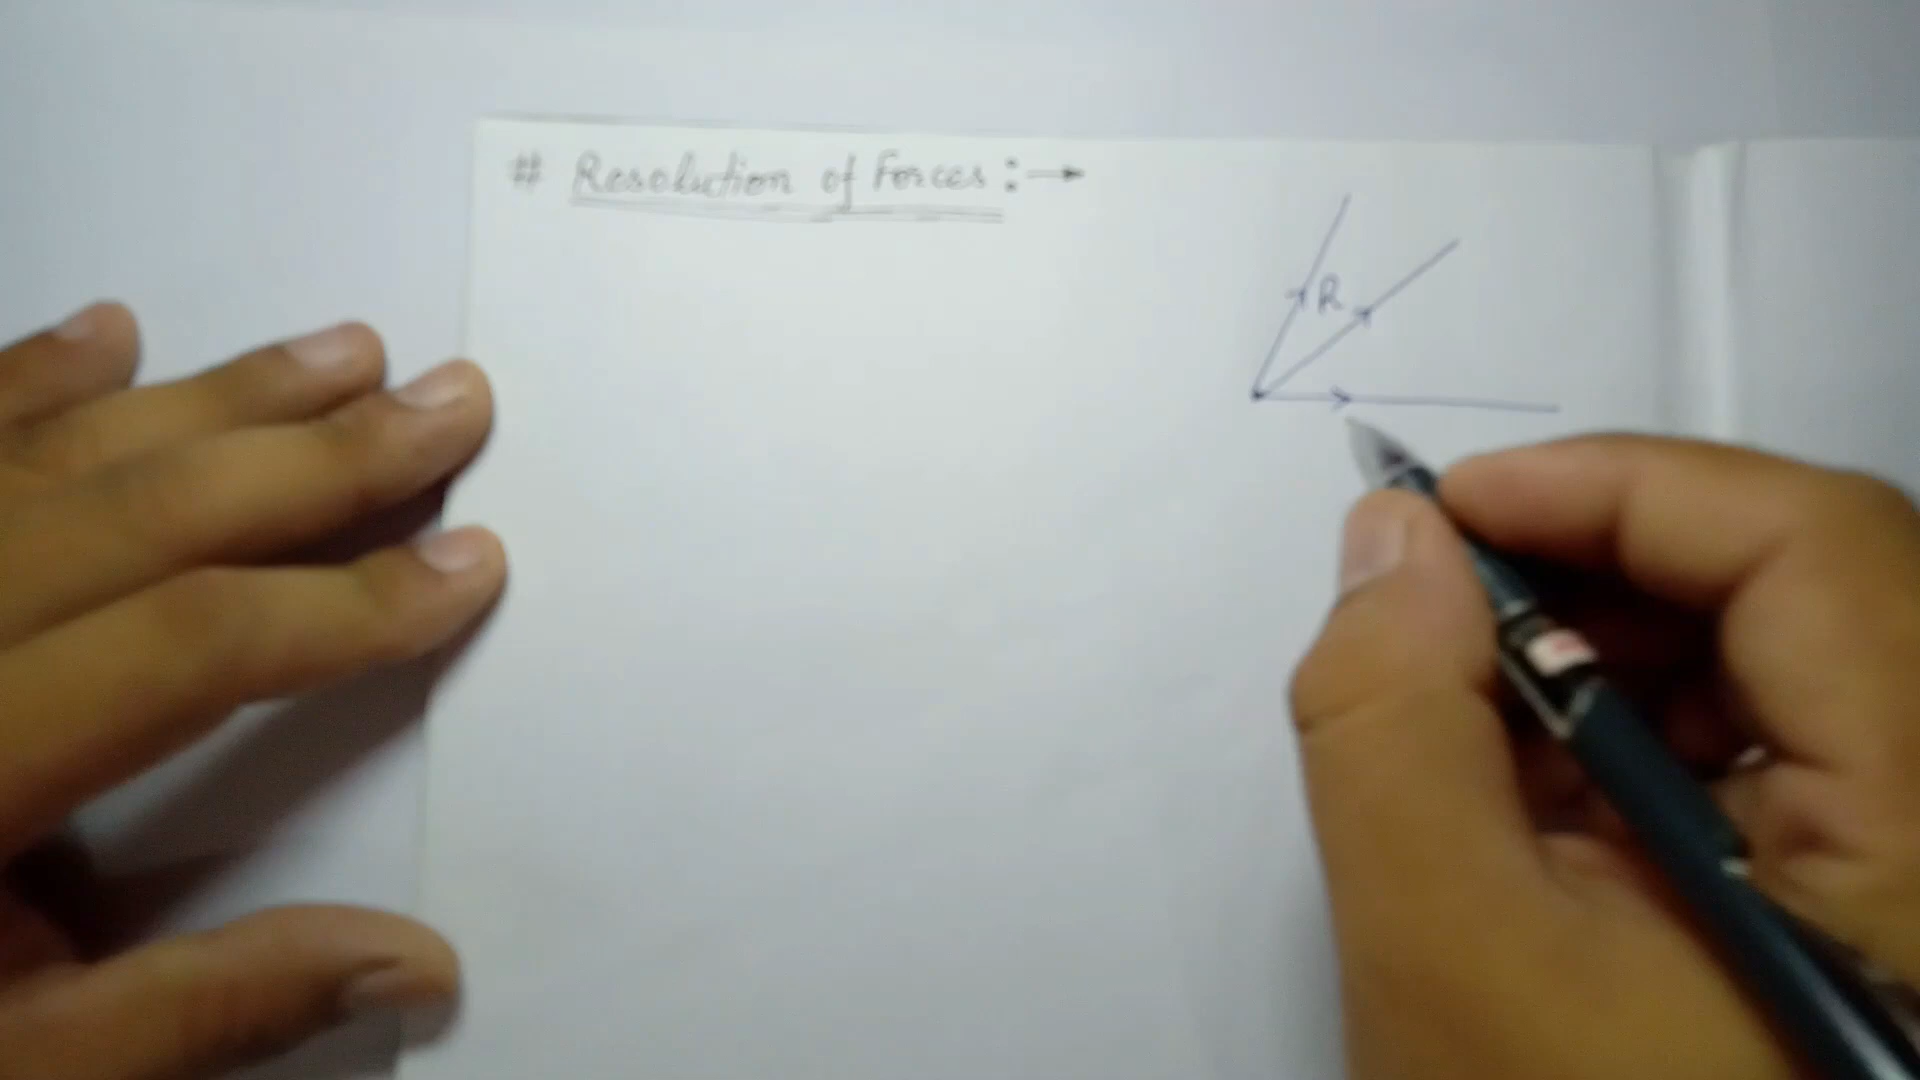 # Resolution of Forces :→
R